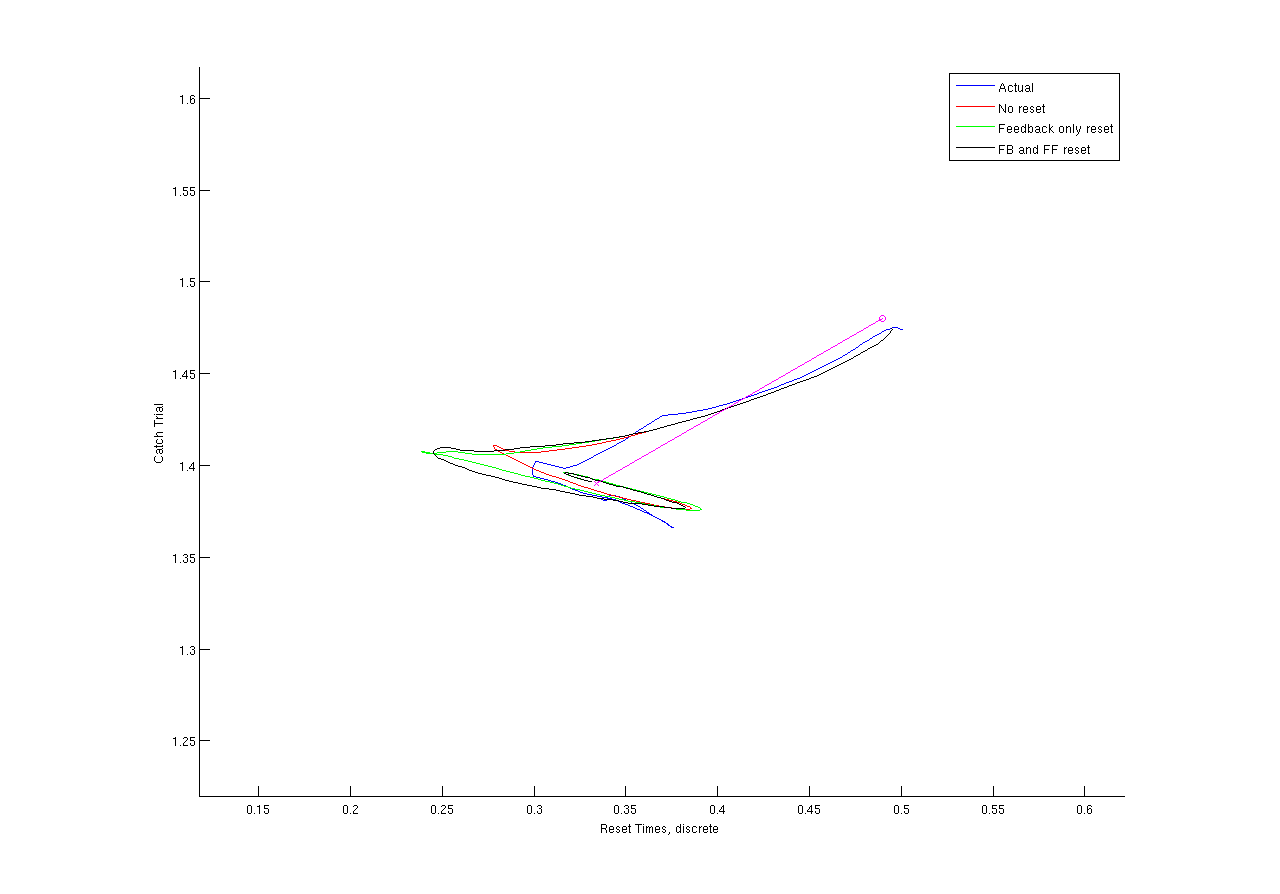 Actual
No reset
Feedback only reset
FB and FF reset
1.6
1.55
1.5
1.45
1.4
1.35
1.3
1.25
Catch Trial
0.15 0.2 0.25 0.3 0.35 0.4 0.45 0.5 0.55 0.6
Reset Times, discrete